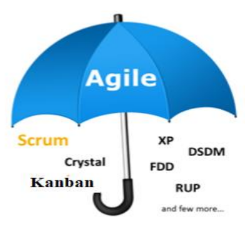 Agile
Scrum
XP
DSDM
Crystal
FDD
Kanban
RUP
and few more...